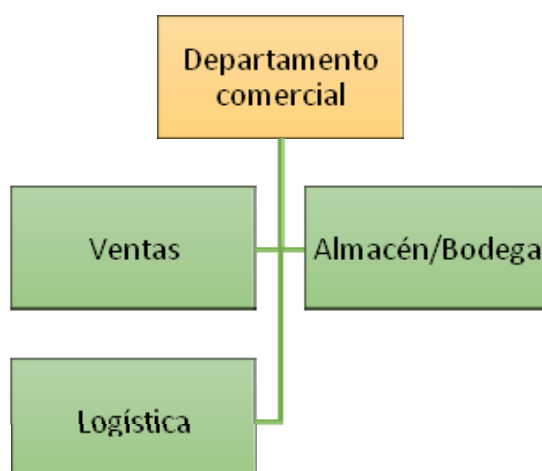 Departamento
comercial
Ventas
Almacén/Bodega
Logística